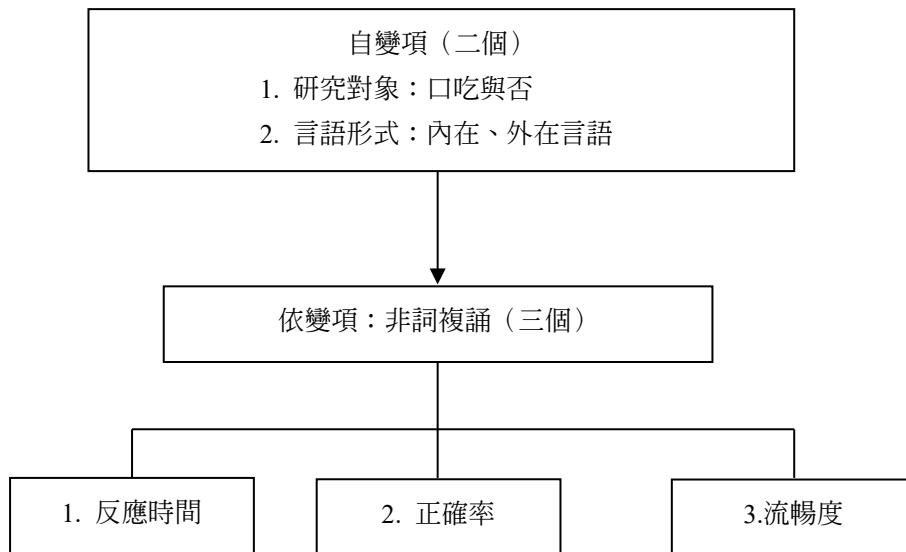 自變項（二個）
1. 研究對象：口吃與否
2. 言語形式：內在、外在言語
依變項：非詞複誦（三個）
1. 反應時間
2. 正確率
3.流暢度